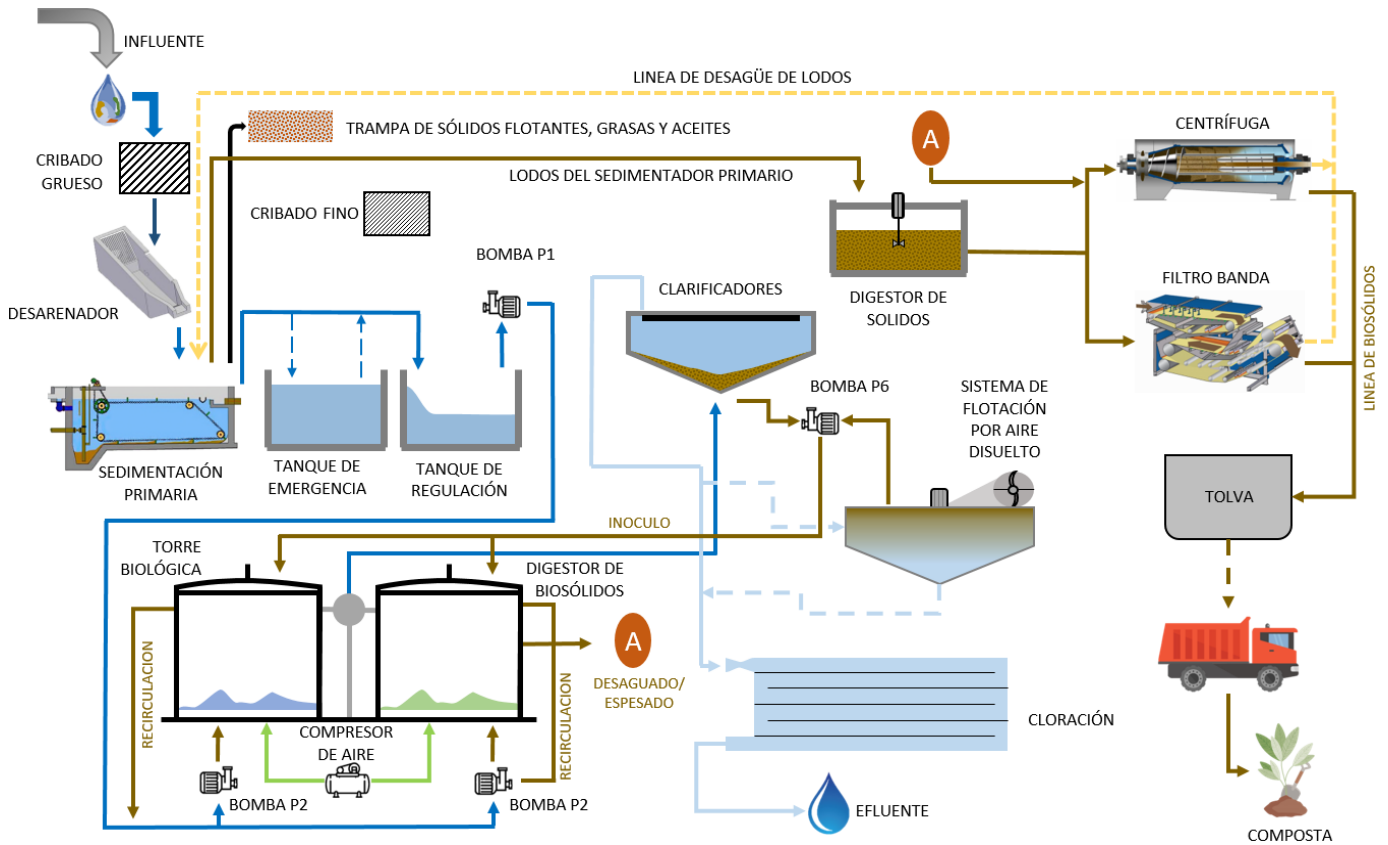 INFLUENTE
LINEA DE DESAGÜE DE LODOS
TRAMPA DE SÓLIDOS FLOTANTES, GRASAS Y ACEITES
A
CENTRÍFUGA
CRIBADO
GRUESO
LODOS DEL SEDIMENTADOR PRIMARIO
CRIBADO FINO
BOMBA P1
DESARENADOR
CLARIFICADORES
DIGESTOR DE
SOLIDOS
FILTRO BANDA
LINEA DE BIOSÓLIDOS
BOMBA P6
SISTEMA DE
FLOTACIÓN
POR AIRE
DISUELTO
SEDIMENTACIÓN
PRIMARIA
TANQUE DE
EMERGENCIA
TANQUE DE
REGULACIÓN
TOLVA
INOCULO
TORRE
BIOLÓGICA
DIGESTOR DE
BIOSÓLIDOS
A
DESAGUADO/
ESPESADO
RECIRCULACION
RECIRCULACION
COMPRESOR
DE AIRE
CLORACIÓN
BOMBA P2
BOMBA P2
EFLUENTE
COMPOSTA